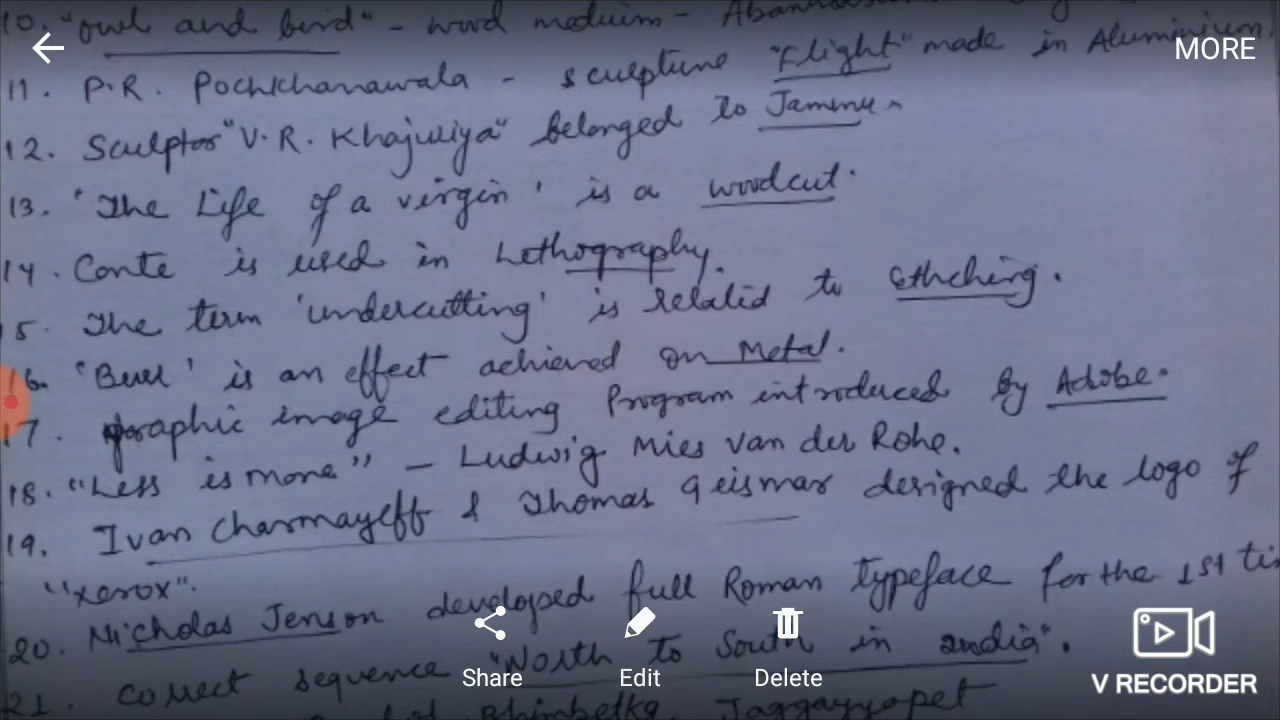 10. "owl and bird" - wood medium -
MORE
11. P.R. Pochkhanawala - sculpture "Flight" made in Aluminium.
12. Sculptor "V.R. Khajuriya" belonged to Jammu.
13. 'The Life of a virgin' is a woodcut.
14. Conte is used in Lethography.
15. The term 'undercutting' is related to Ethching.
16. 'Burr' is an effect achieved on Metal.
17. graphic image editing Program introduced by Adobe.
18. "Less is more" - Ludwig Mies van der Rohe.
19. Ivan Charmayeff & Thomas Geismar designed the logo of
"xerox".
20. Nicholas Jenson developed full Roman typeface for the 1st
21. Correct sequence "North to South in India".
Share Edit Delete
V RECORDER
Bhimbetka, Jaggayyapet